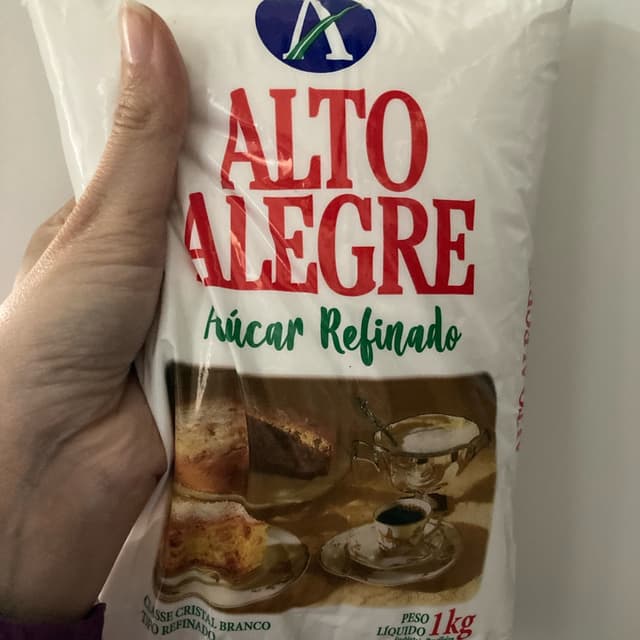 A
ALTO
ALEGRE
Açúcar Refinado
CLASSE CRISTAL BRANCO
TIPO REFINADO
PESO
LÍQUIDO 1kg